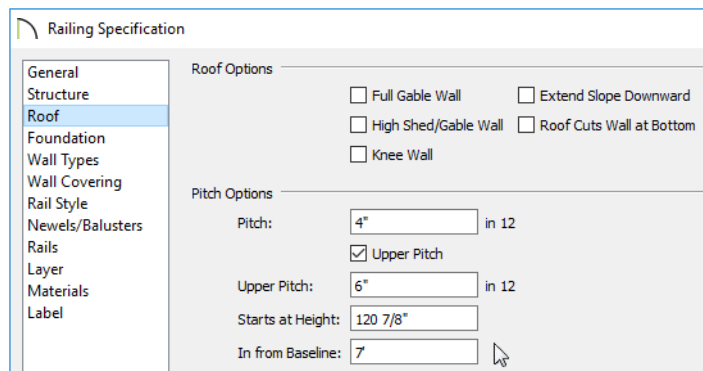 Railing Specification
General
Structure
Roof
Foundation
Wall Types
Wall Covering
Rail Style
Newels/Balusters
Rails
Layer
Materials
Label
Roof Options
Full Gable Wall
Extend Slope Downward
High Shed/Gable Wall
Roof Cuts Wall at Bottom
Knee Wall
Pitch Options
Pitch: 4" in 12
Upper Pitch
Upper Pitch: 6" in 12
Starts at Height: 120 7/8"
In from Baseline: 7'